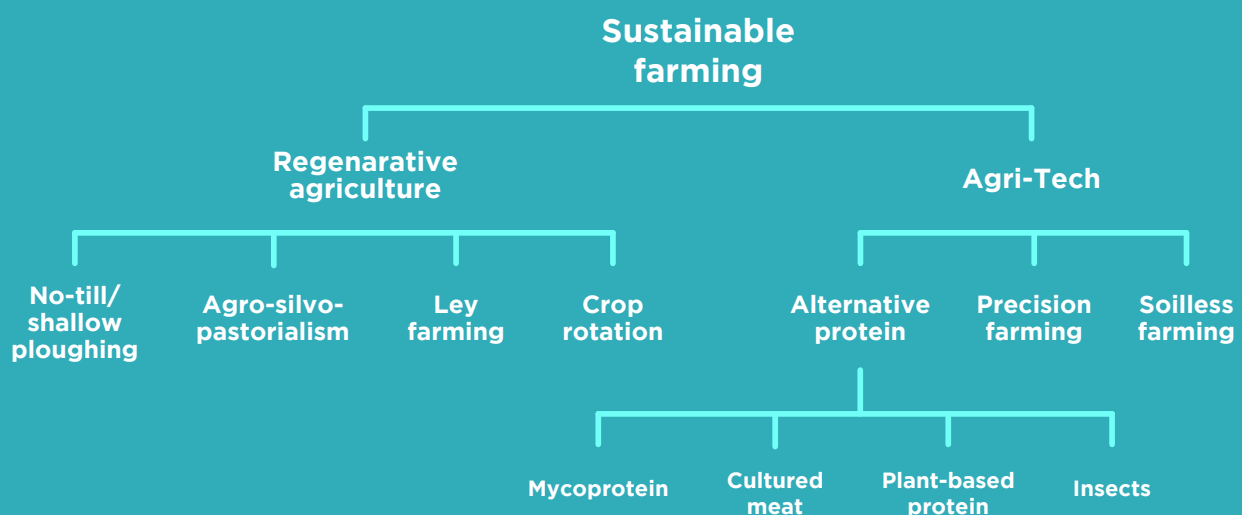 Sustainable
farming
Regenarative
agriculture
Agri-Tech
No-till/
shallow
ploughing
Agro-silvo-
pastorialism
Ley
farming
Crop
rotation
Alternative
protein
Precision
farming
Soilless
farming
Mycoprotein
Cultured
meat
Plant-based
protein
Insects